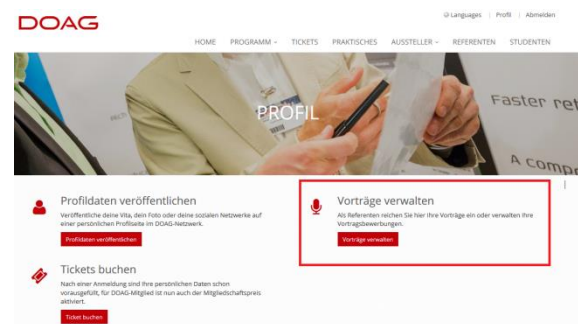 DOAG
Languages | Profil | Abmelden
HOME PROGRAMM TICKETS PRAKTISCHES AUSSTELLER REFERENTEN STUDENTEN
PROFIL
Faster ret
A compr
Profildaten veröffentlichen
Veröffentliche deine Vita, dein Foto oder deine sozialen Netzwerke auf
einer persönlichen Profilseite im DOAG-Netzwerk.
Profildaten veröffentlichen
Vorträge verwalten
Als Referenten reichen Sie hier Ihre Vorträge ein oder verwalten Ihre
Vortragsbewerbungen.
Vorträge verwalten
Tickets buchen
Nach einer Anmeldung sind Ihre persönlichen Daten schon
vorausgefüllt, für DOAG-Mitglied ist nun auch der Mitgliedschaftspreis
aktiviert.
Ticket buchen